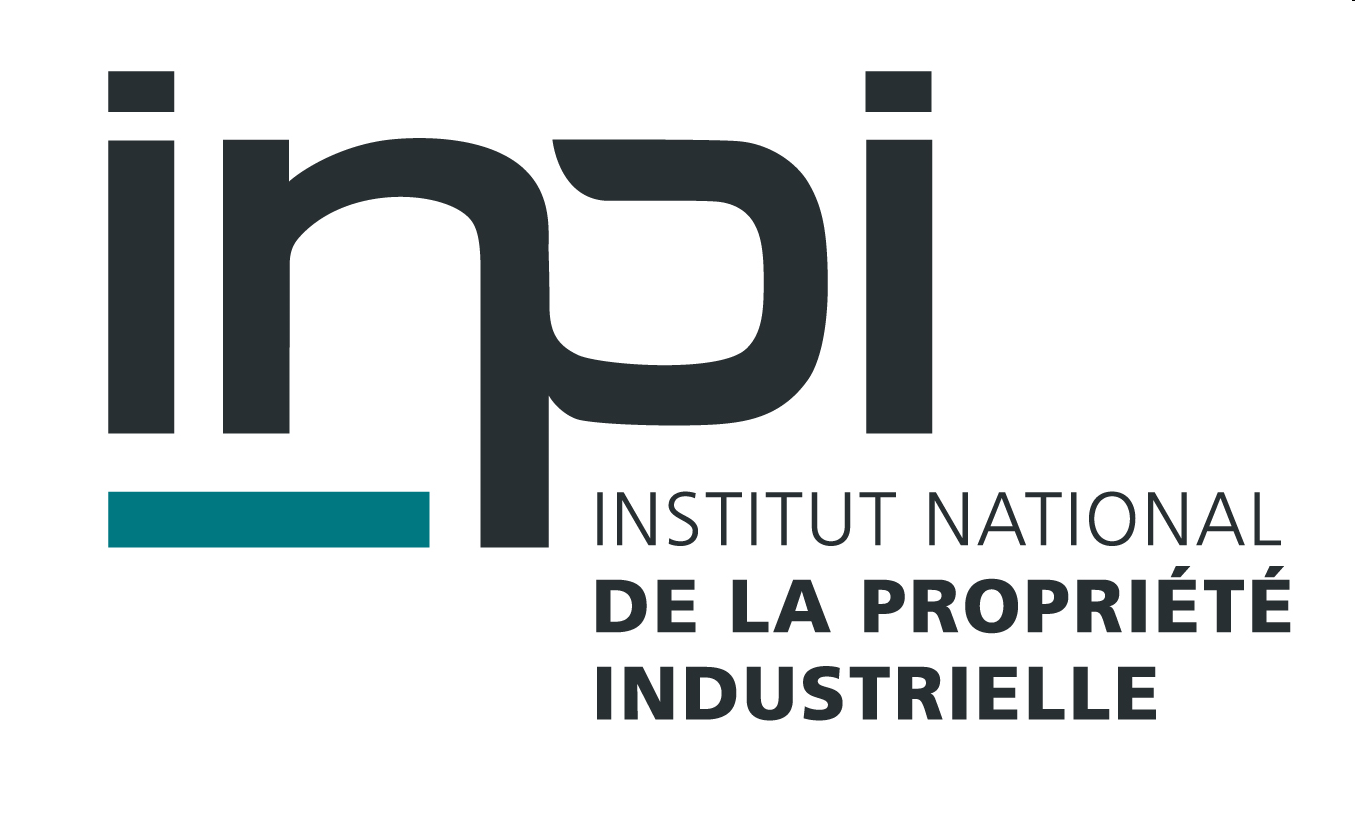 inpi
INSTITUT NATIONAL
DE LA PROPRIÉTÉ
INDUSTRIELLE